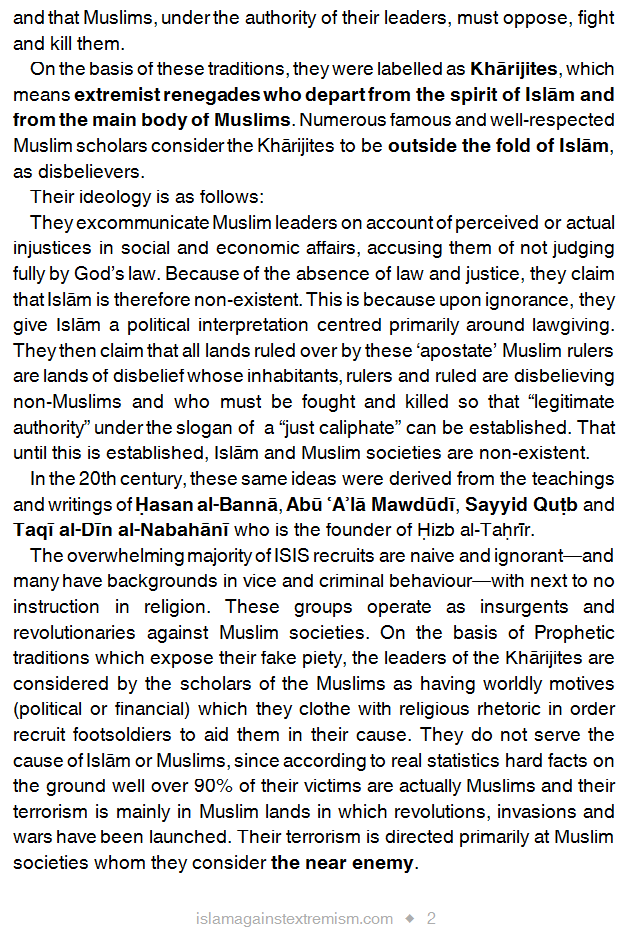 and that Muslims, under the authority of their leaders, must oppose, fight
and kill them.
On the basis of these traditions, they were labelled as Khārijites, which
means extremist renegades who depart from the spirit of Islām and
from the main body of Muslims. Numerous famous and well-respected
Muslim scholars consider the Khārijites to be outside the fold of Islām,
as disbelievers.
Their ideology is as follows:
They excommunicate Muslim leaders on account of perceived or actual
injustices in social and economic affairs, accusing them of not judging
fully by God’s law. Because of the absence of law and justice, they claim
that Islām is therefore non-existent. This is because upon ignorance, they
give Islām a political interpretation centred primarily around lawgiving.
They then claim that all lands ruled over by these ‘apostate’ Muslim rulers
are lands of disbelief whose inhabitants, rulers and ruled are disbelieving
non-Muslims and who must be fought and killed so that “legitimate
authority” under the slogan of a “just caliphate” can be established. That
until this is established, Islām and Muslim societies are non-existent.
In the 20th century, these same ideas were derived from the teachings
and writings of Ḥasan al-Bannā, Abū ʿAʾlā Mawdūdī, Sayyid Quṭb and
Taqī al-Dīn al-Nabahānī who is the founder of Ḥizb al-Taḥrīr.
The overwhelming majority of ISIS recruits are naive and ignorant—and
many have backgrounds in vice and criminal behaviour—with next to no
instruction in religion. These groups operate as insurgents and
revolutionaries against Muslim societies. On the basis of Prophetic
traditions which expose their fake piety, the leaders of the Khārijites are
considered by the scholars of the Muslims as having worldly motives
(political or financial) which they clothe with religious rhetoric in order
recruit footsoldiers to aid them in their cause. They do not serve the
cause of Islām or Muslims, since according to real statistics hard facts on
the ground well over 90% of their victims are actually Muslims and their
terrorism is mainly in Muslim lands in which revolutions, invasions and
wars have been launched. Their terrorism is directed primarily at Muslim
societies whom they consider the near enemy.
islamagainstextremism.com ◆ 2